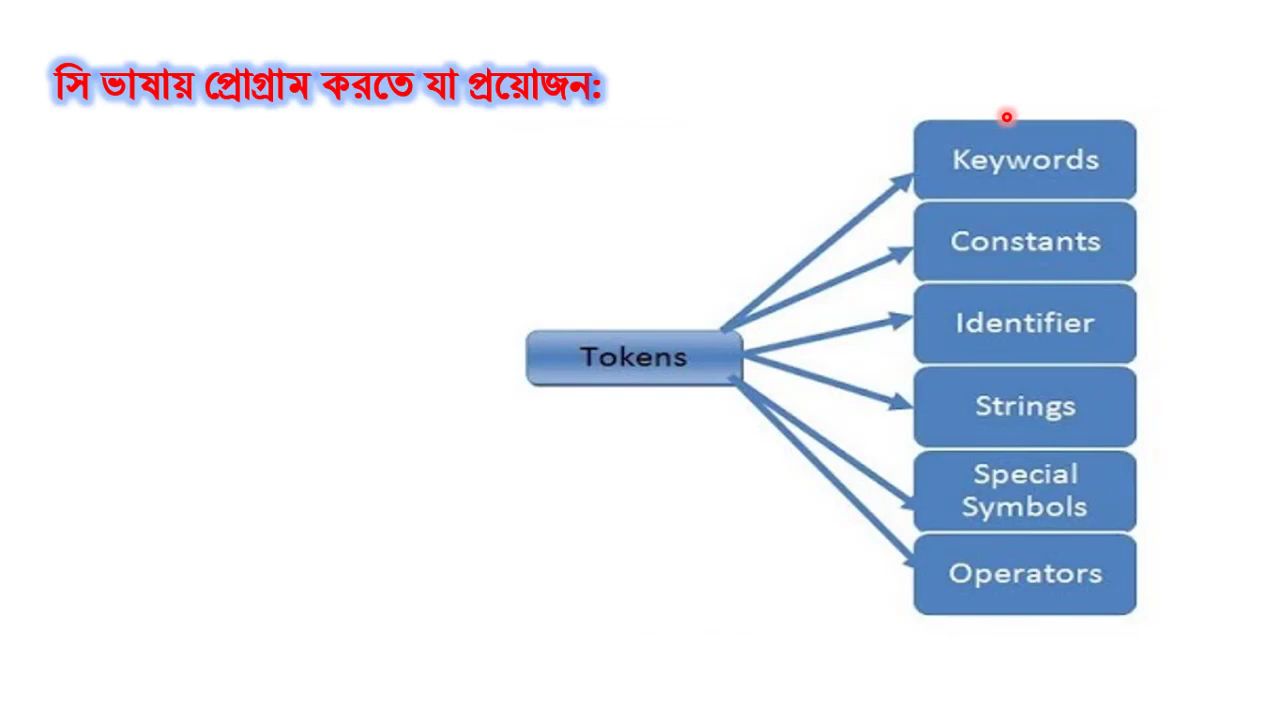 সি ভাষায় প্রোগ্রাম করতে যা প্রয়োজন:
Keywords
Constants
Identifier
Tokens
Strings
Special
Symbols
Operators